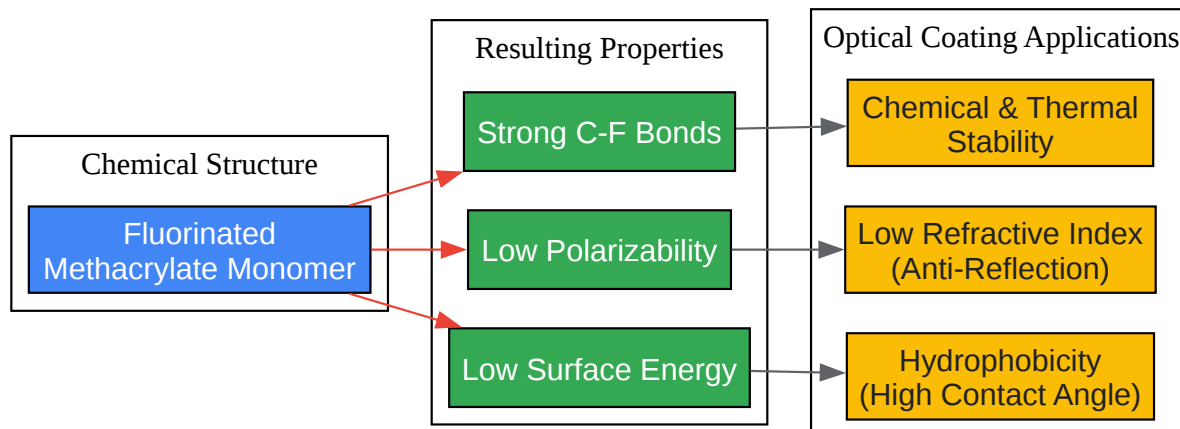 Chemical Structure
Fluorinated
Methacrylate Monomer
Resulting Properties
Strong C-F Bonds
Low Polarizability
Low Surface Energy
Optical Coating Applications
Chemical & Thermal
Stability
Low Refractive Index
(Anti-Reflection)
Hydrophobicity
(High Contact Angle)